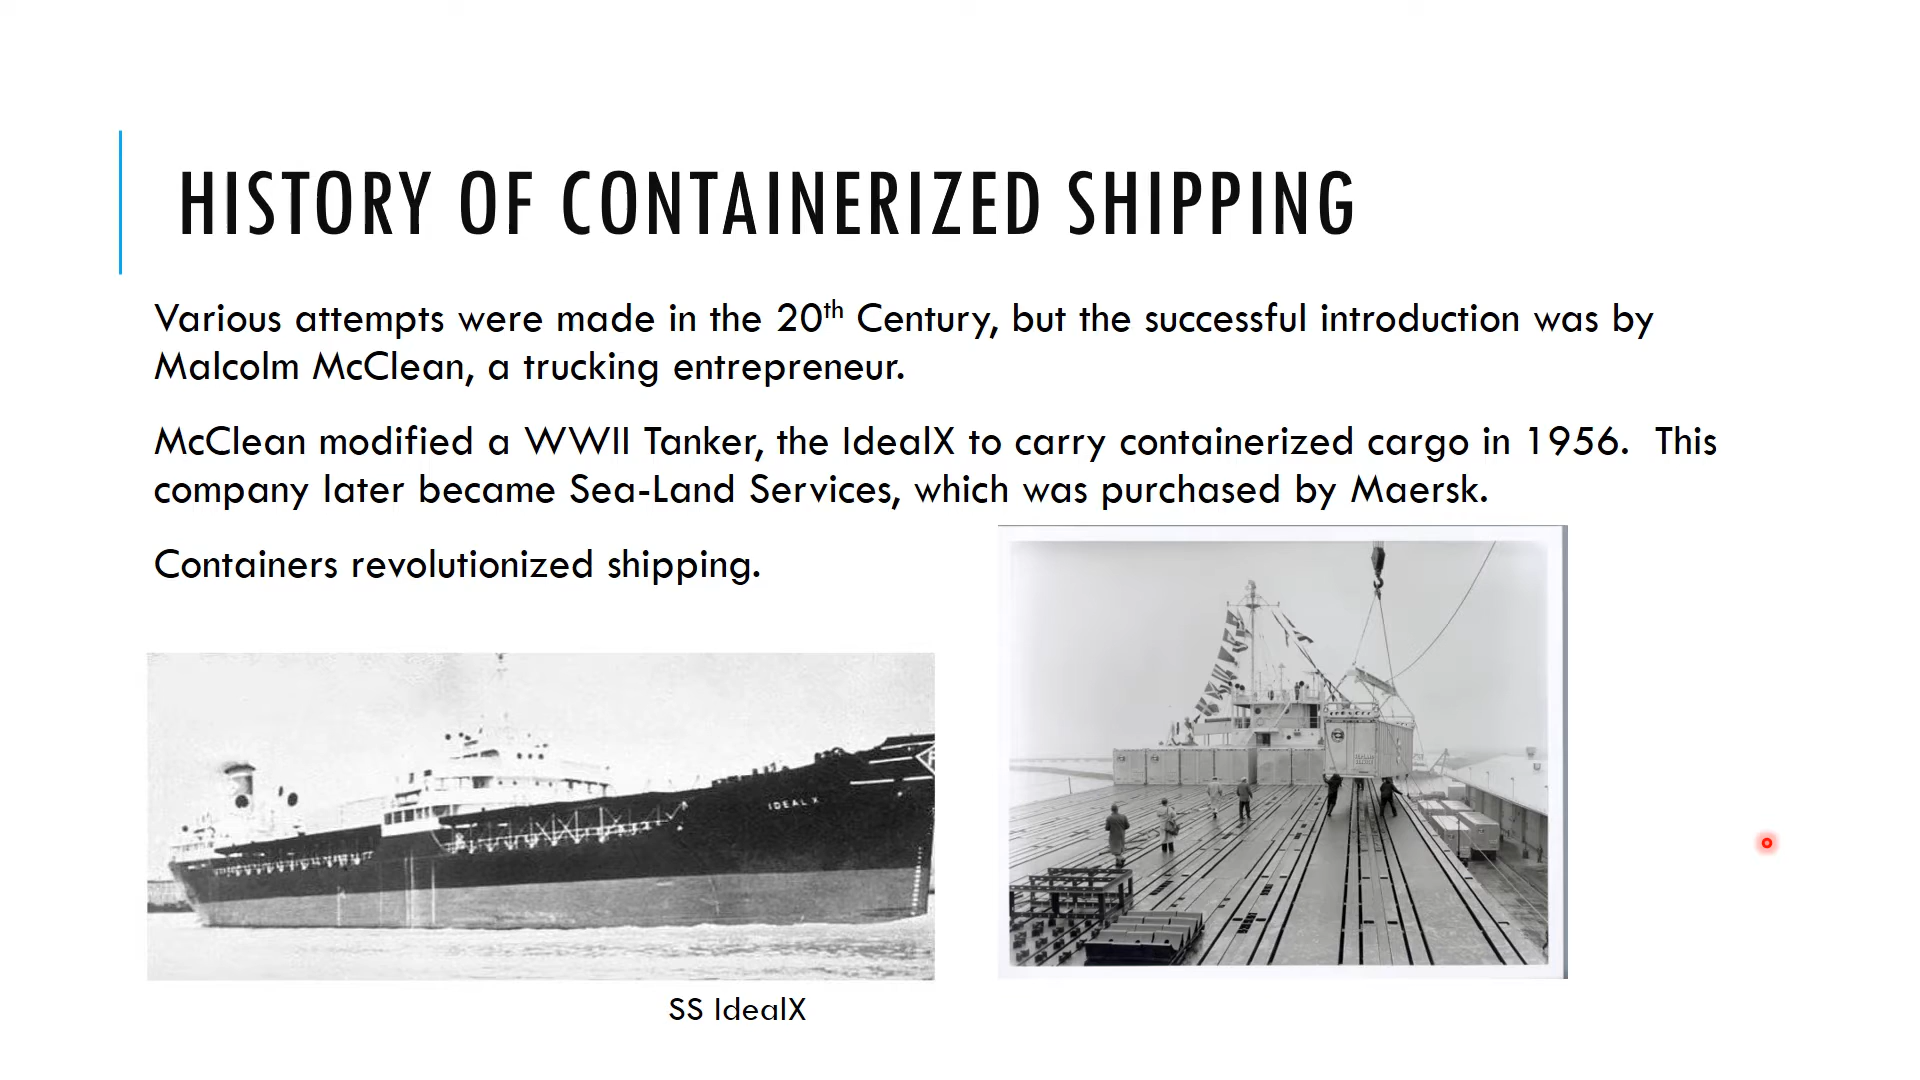 HISTORY OF CONTAINERIZED SHIPPING
Various attempts were made in the 20th Century, but the successful introduction was by
Malcolm McClean, a trucking entrepreneur.
McClean modified a WWII Tanker, the IdealX to carry containerized cargo in 1956. This
company later became Sea-Land Services, which was purchased by Maersk.
Containers revolutionized shipping.
IDEAL X
SS IdealX